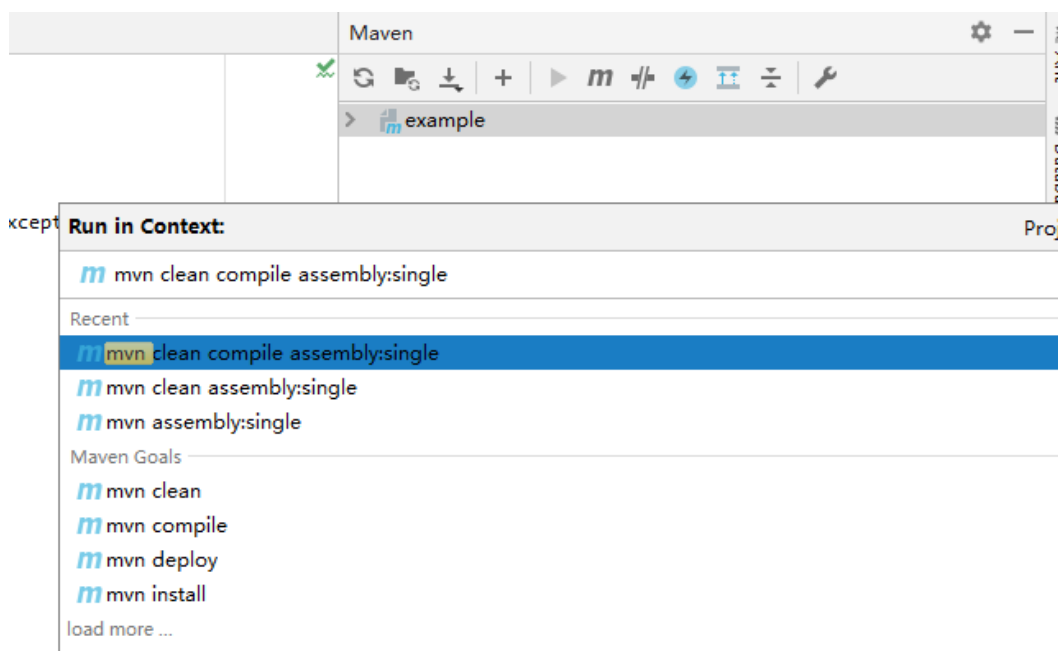 Maven
example
xcept
Run in Context:
Proj
mvn clean compile assembly:single
Recent
mvn clean compile assembly:single
mvn clean assembly:single
mvn assembly:single
Maven Goals
mvn clean
mvn compile
mvn deploy
mvn install
load more ...